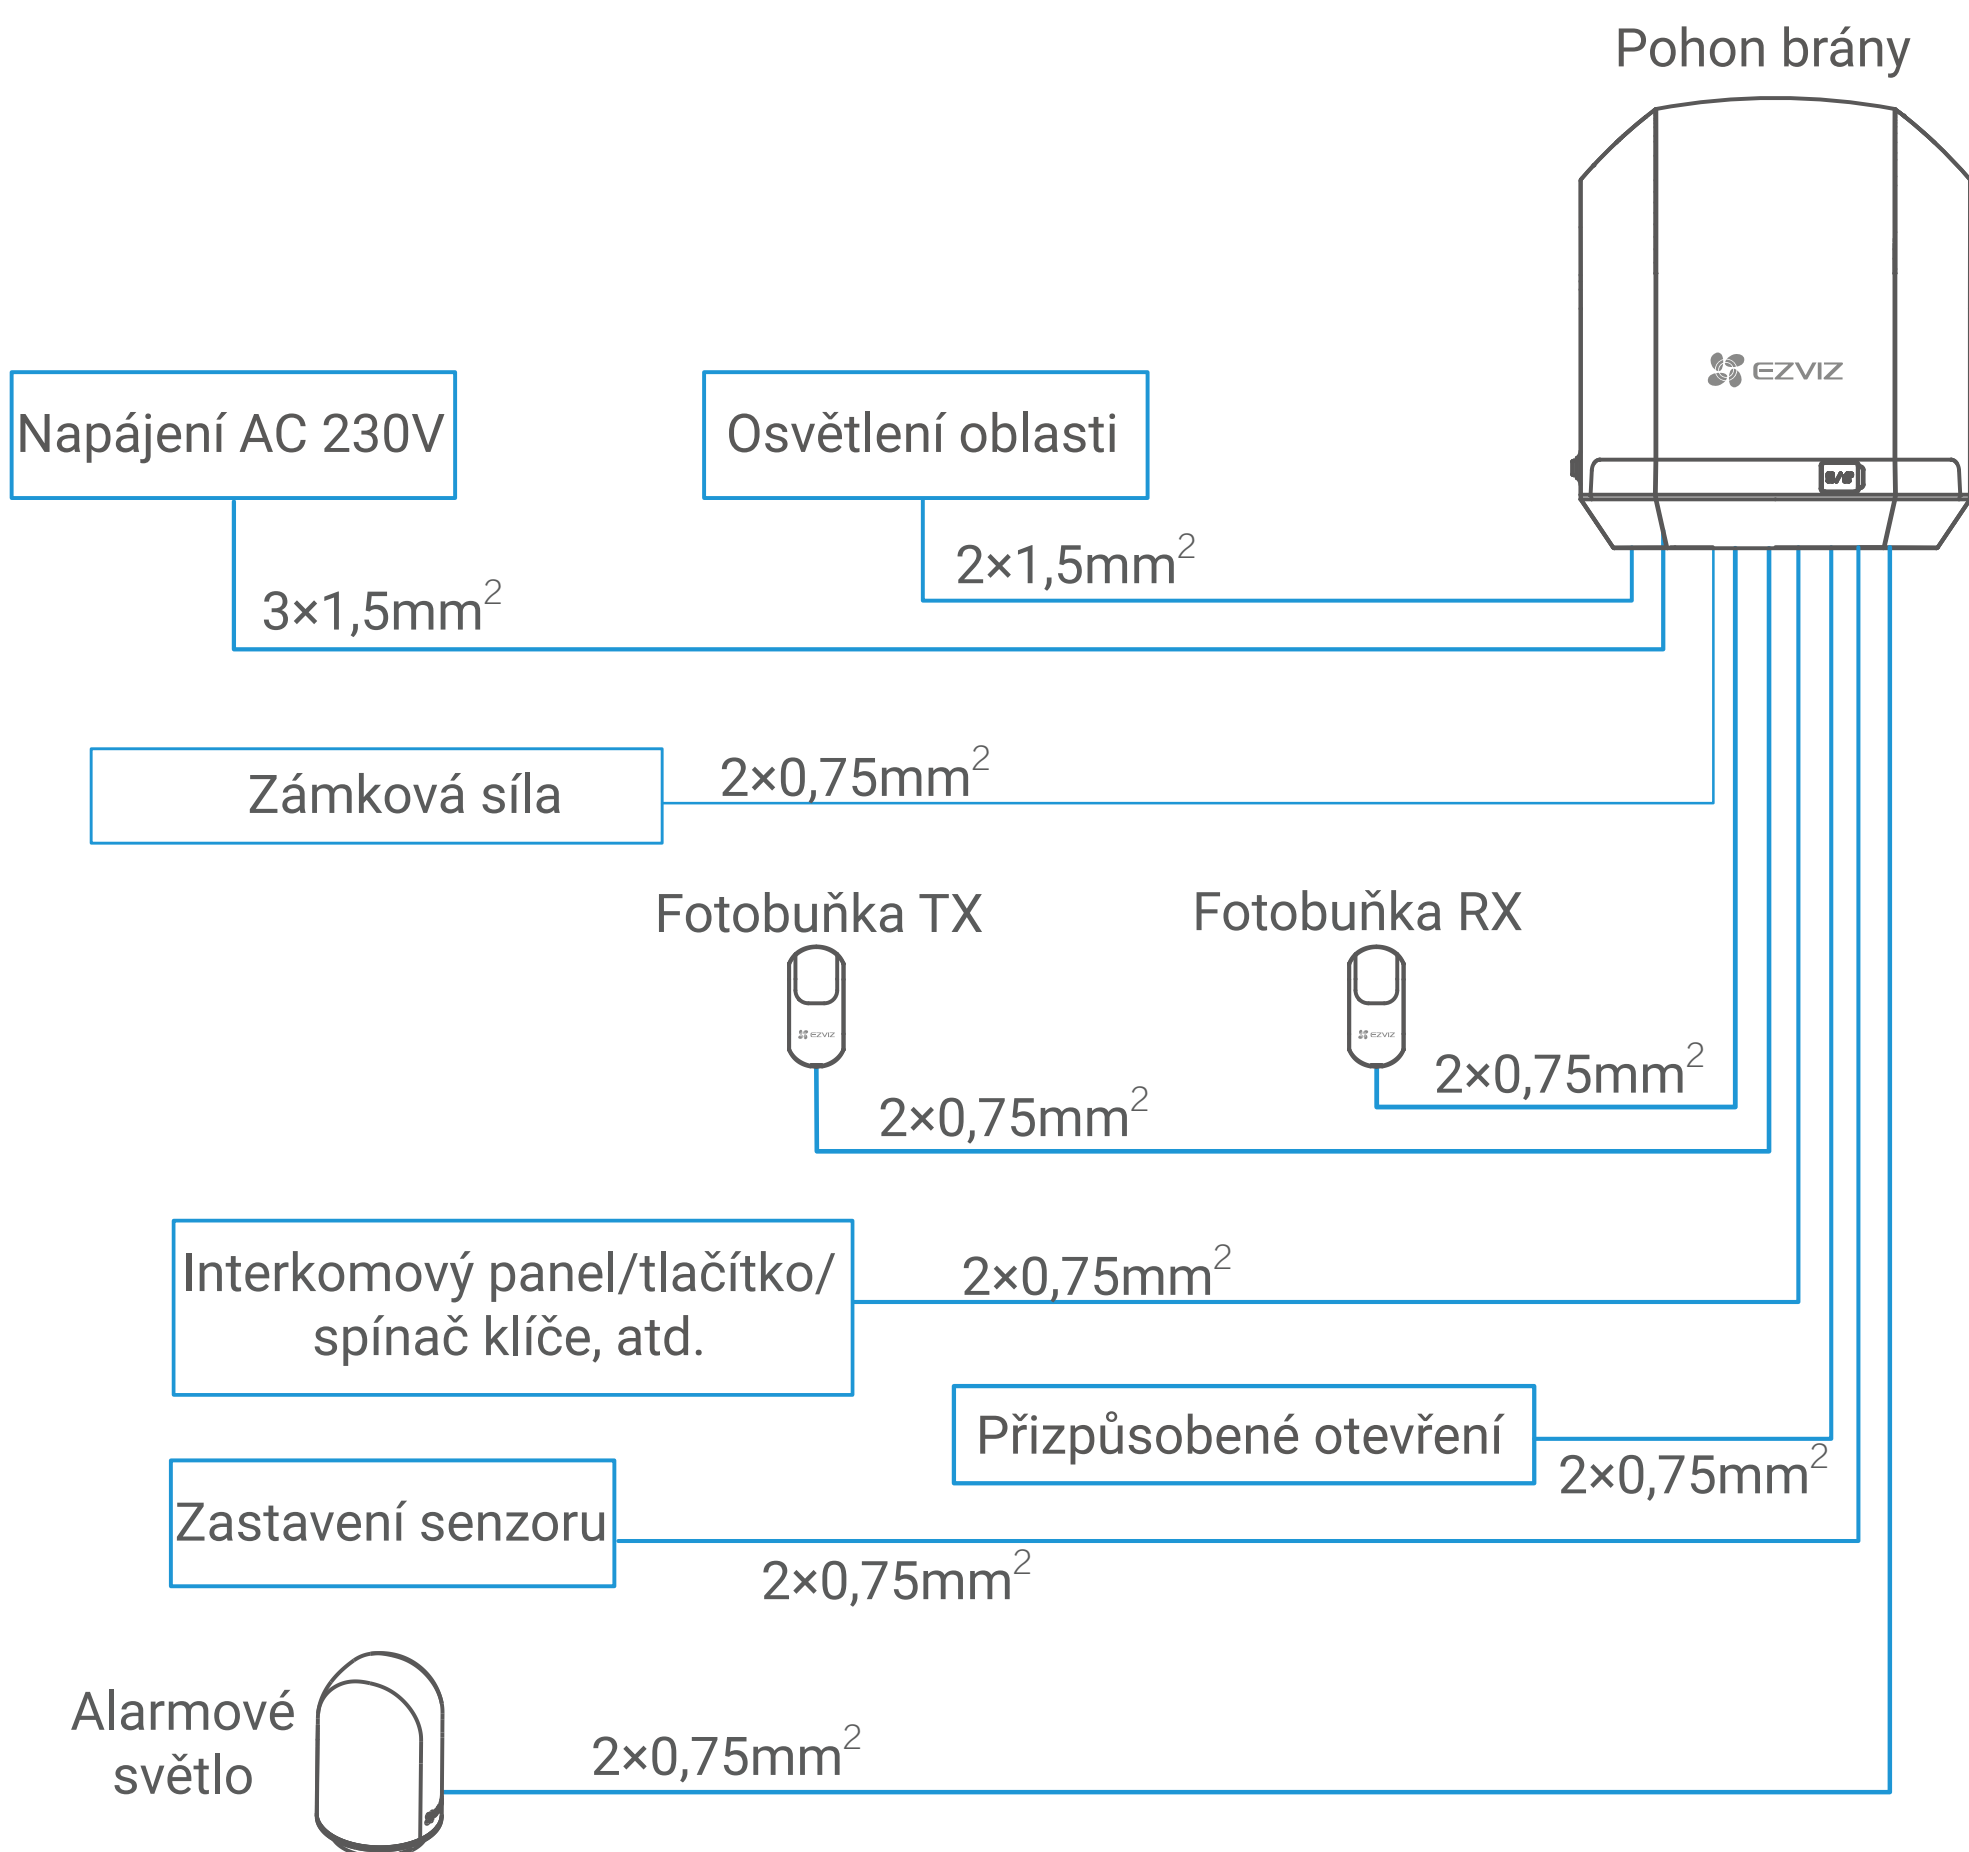 Pohon brány
EZVIZ
Napájení AC 230V
Osvětlení oblasti
2×1,5mm²
3×1,5mm²
Zámková síla
2×0,75mm²
Fotobuňka TX
Fotobuňka RX
EZVIZ
EZVIZ
2×0,75mm²
2×0,75mm²
Interkomový panel/tlačítko/
spínač klíče, atd.
2×0,75mm²
Přizpůsobené otevření
2×0,75mm²
Zastavení senzoru
2×0,75mm²
Alarmové
světlo
2×0,75mm²